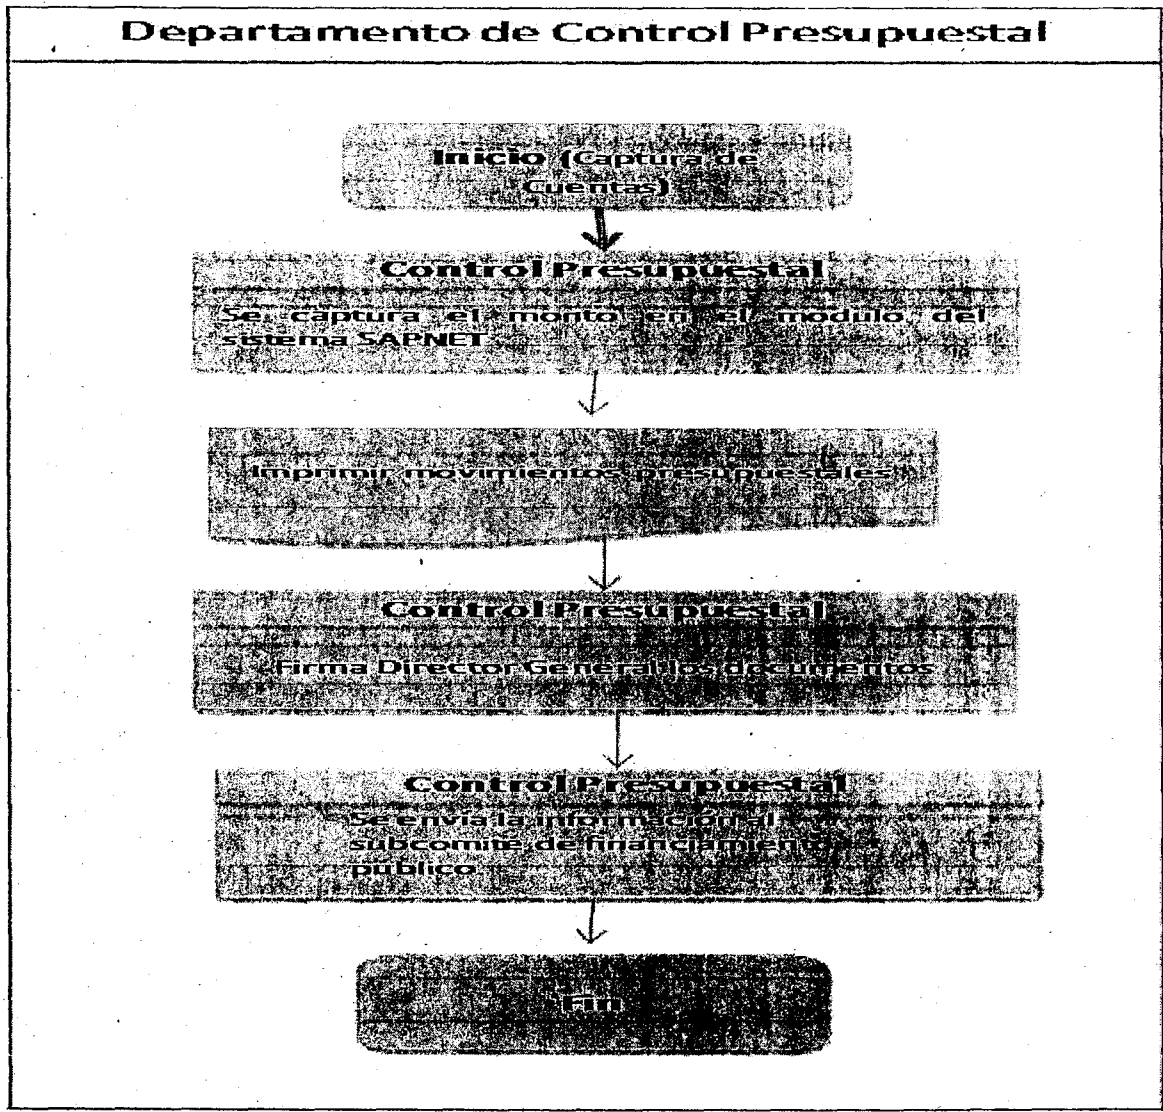 Departamento de Control Presupuestal
Inicio (Captura de
Cuentas)
Control Presupuestal
Se captura el monto en el modulo del
sistema SAPNET
Imprimir movimientos presupuestales
Control Presupuestal
Firma Director General los documentos
Control Presupuestal
Se envía la información al
subcomité de financiamiento
público
Fin